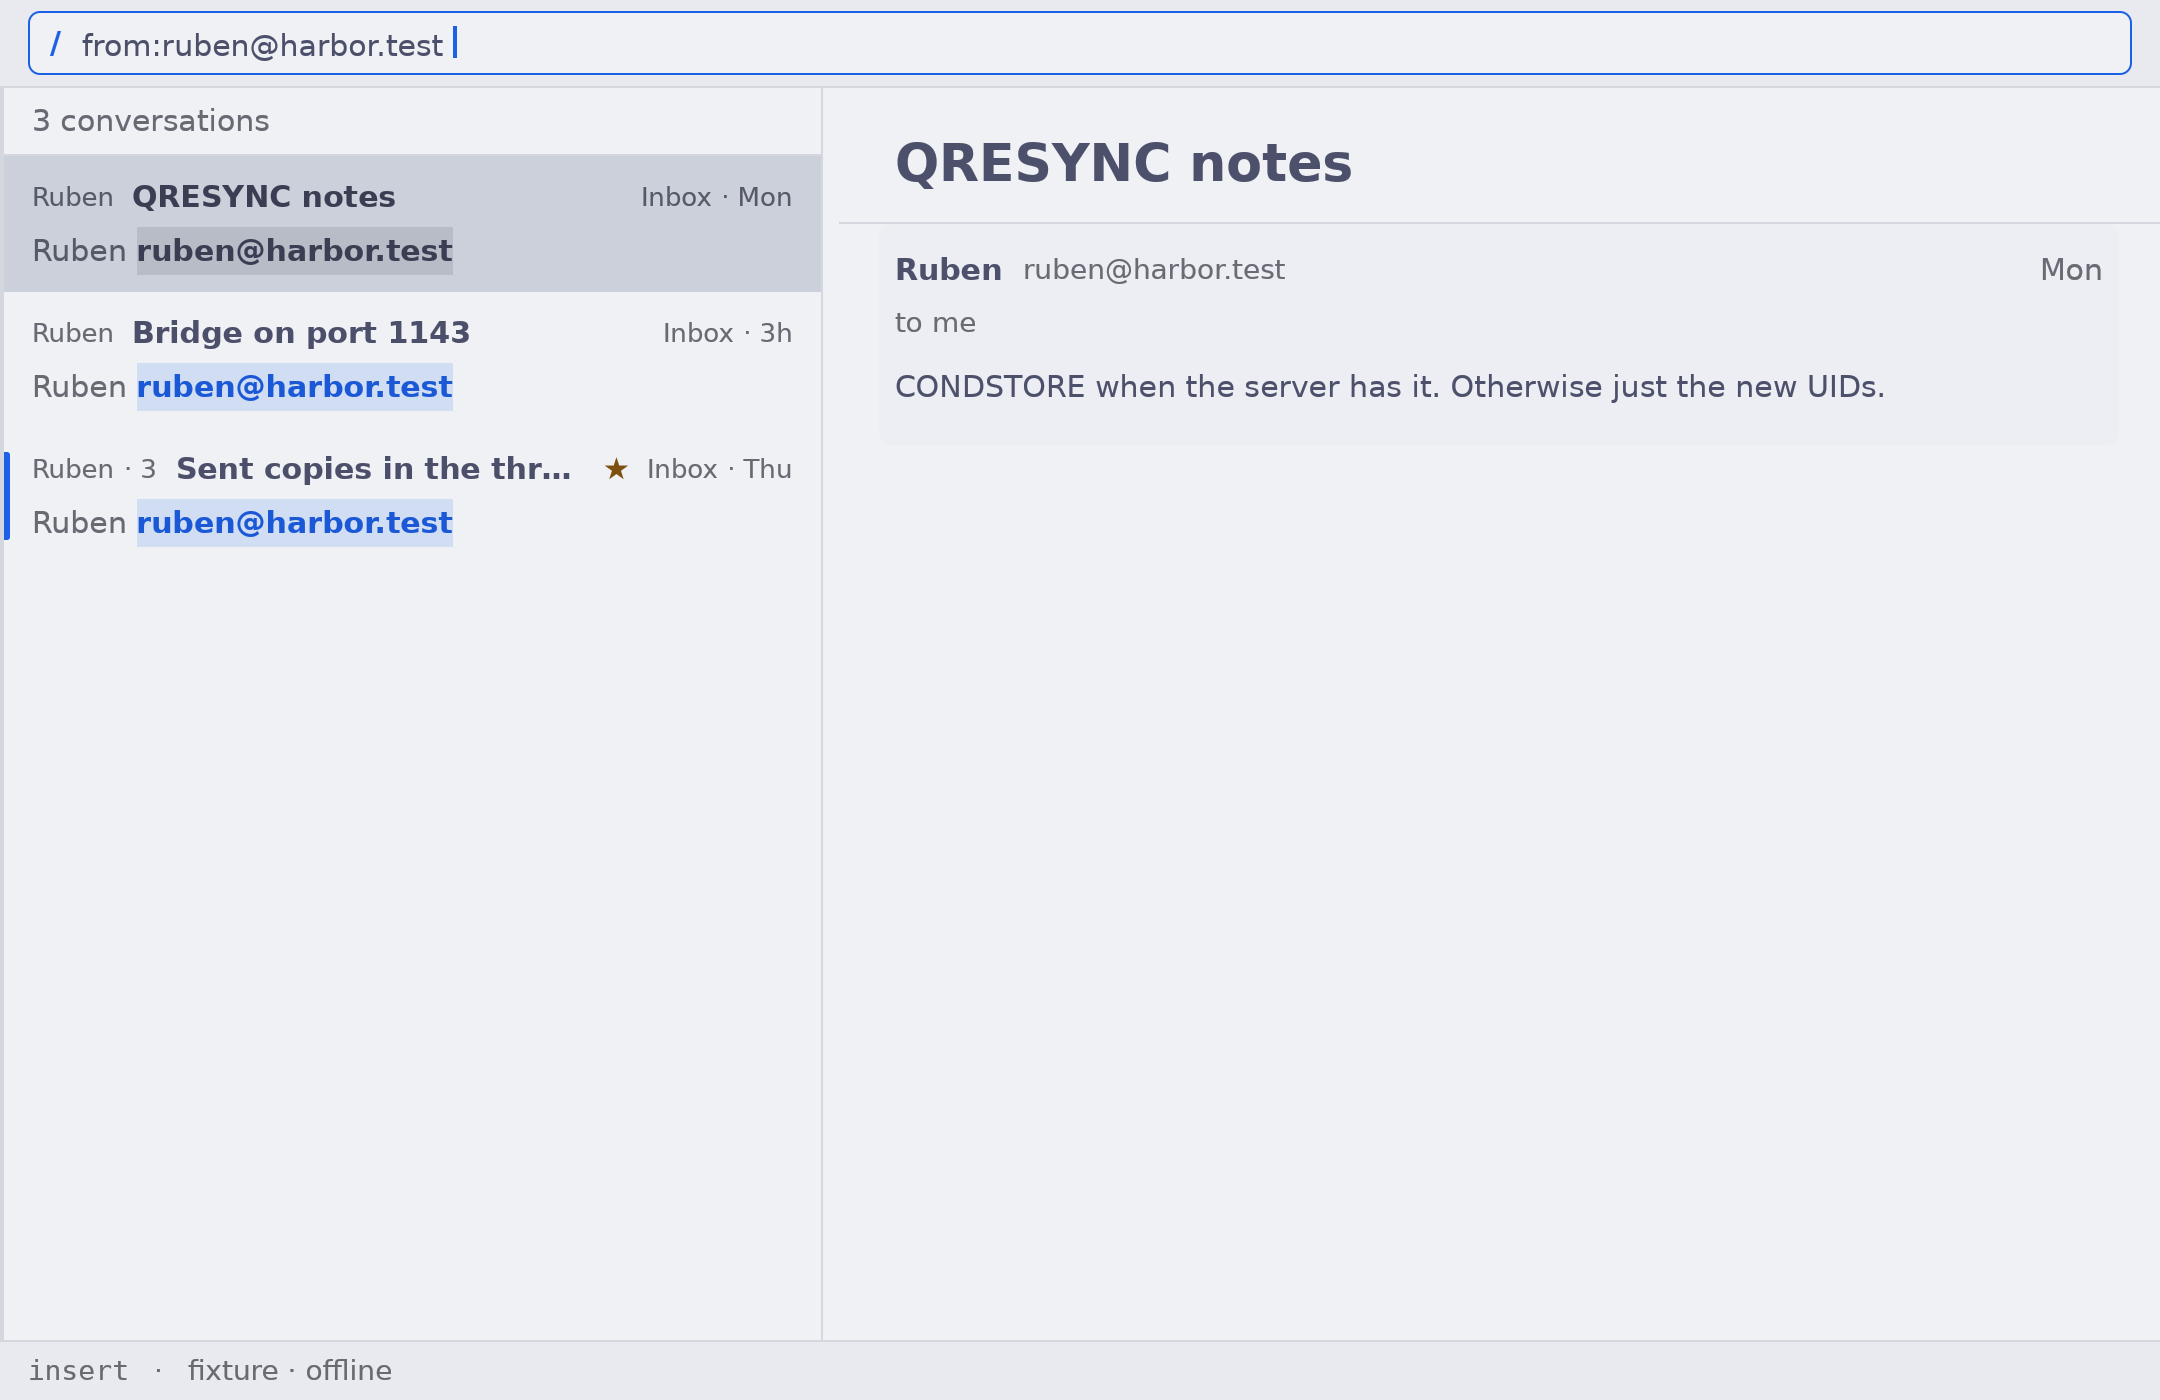 / from:ruben@harbor.test
3 conversations
Ruben QRESYNC notes Inbox · Mon
Ruben ruben@harbor.test
Ruben Bridge on port 1143 Inbox · 3h
Ruben ruben@harbor.test
Ruben · 3 Sent copies in the thr… ★ Inbox · Thu
Ruben ruben@harbor.test
QRESYNC notes
Ruben ruben@harbor.test Mon
to me
CONDSTORE when the server has it. Otherwise just the new UIDs.
insert · fixture · offline